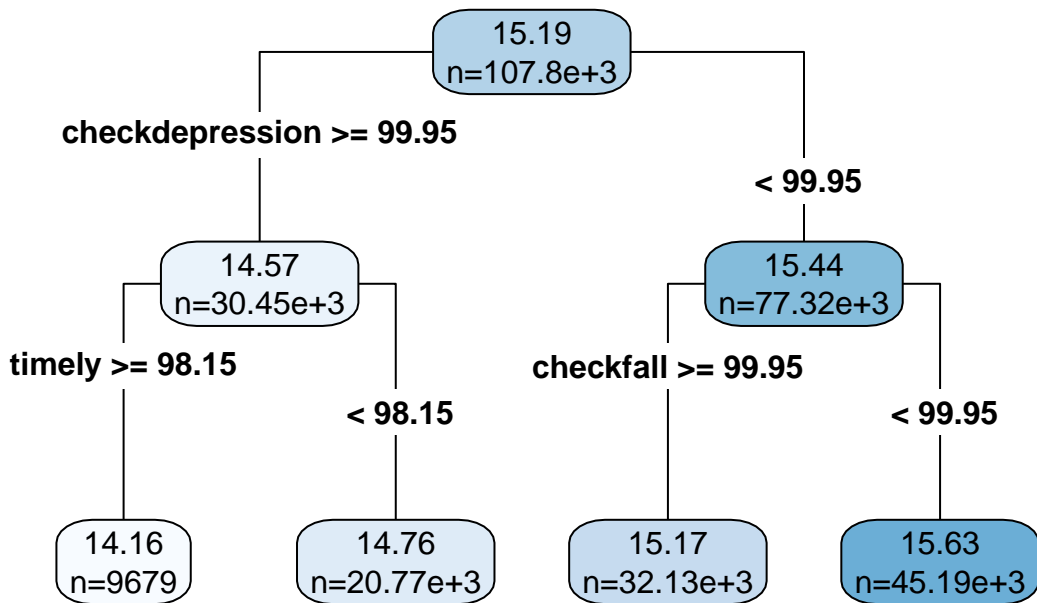 15.19
n=107.8e+3
checkdepression >= 99.95
< 99.95
14.57
n=30.45e+3
15.44
n=77.32e+3
timely >= 98.15
< 98.15
checkfall >= 99.95
< 99.95
14.16
n=9679
14.76
n=20.77e+3
15.17
n=32.13e+3
15.63
n=45.19e+3